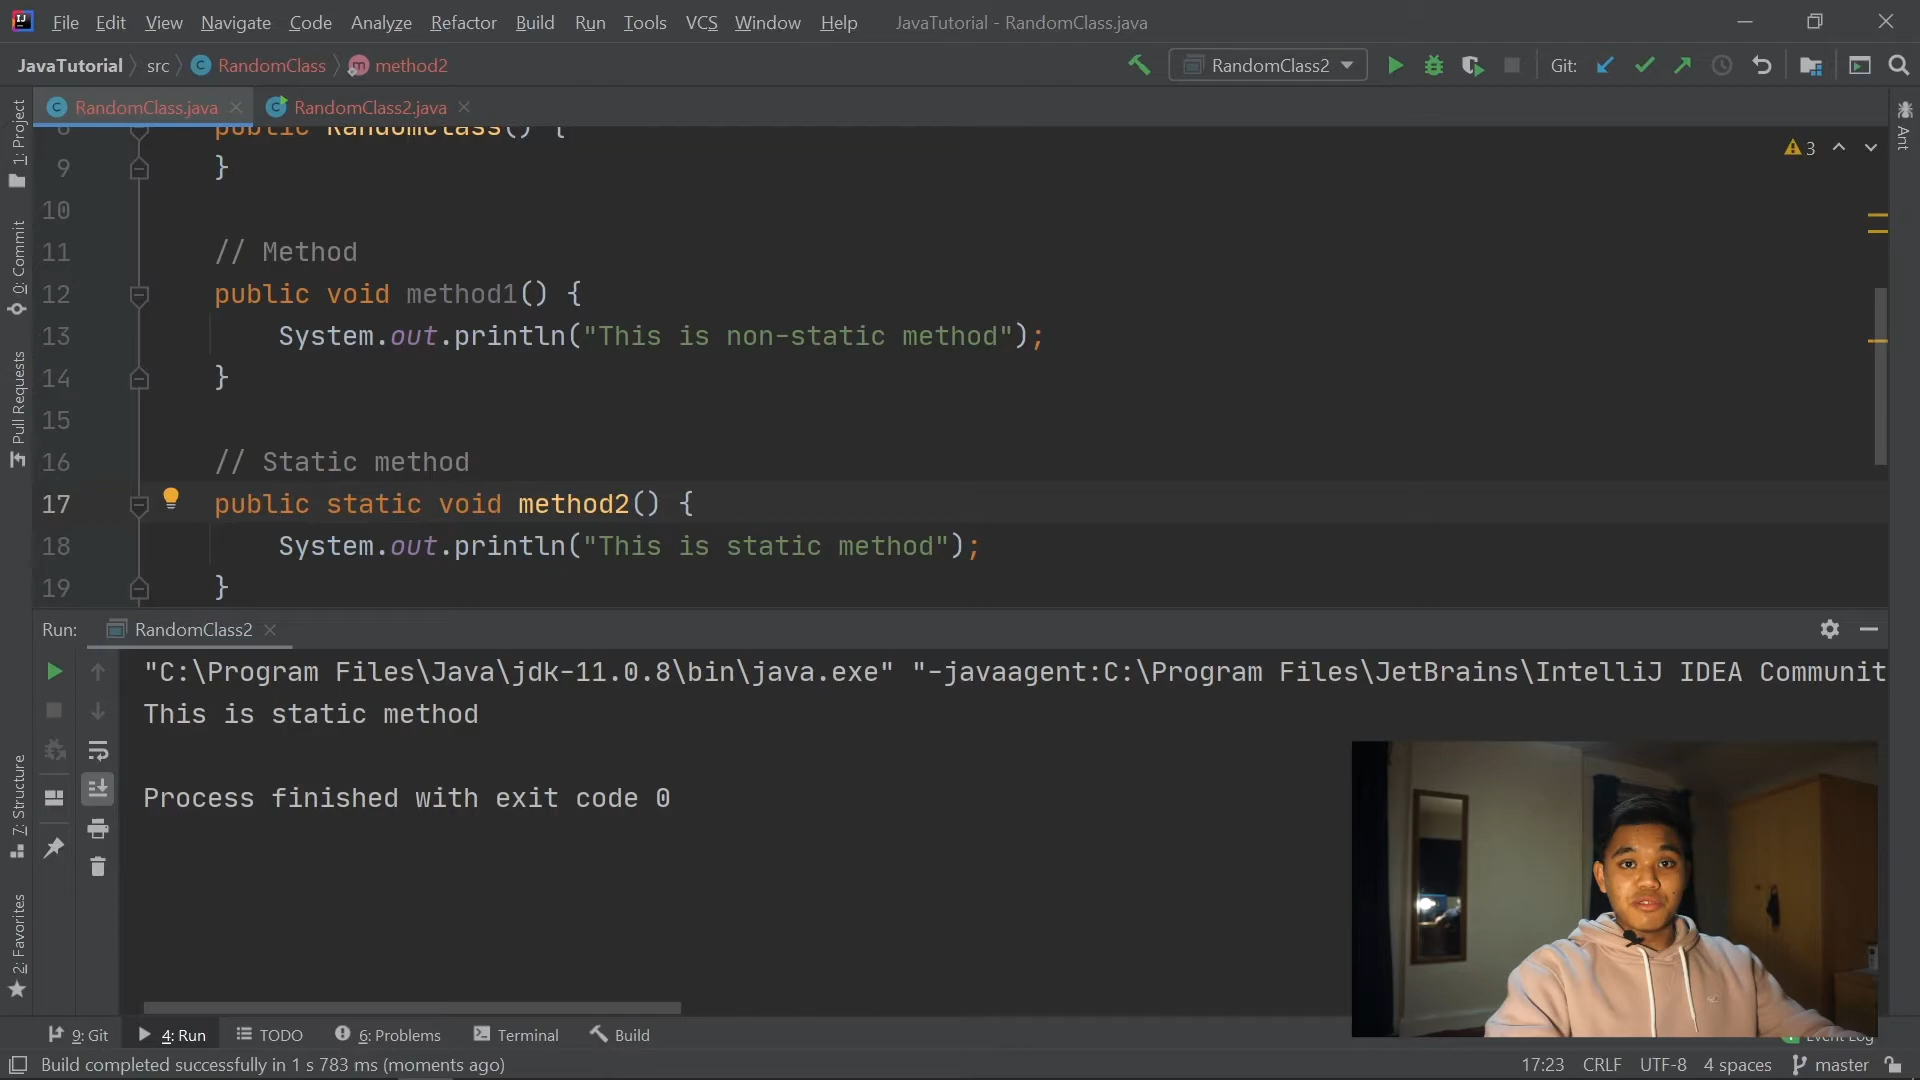 File Edit View Navigate Code Analyze Refactor Build Run Tools VCS Window Help JavaTutorial - RandomClass.java
JavaTutorial src RandomClass method2 RandomClass2 Git:
RandomClass.java RandomClass2.java
1: Project
0: Commit
Pull Requests
7: Structure
2: Favorites
Ant
3
8 public RandomClass() {
9 }
10
11 // Method
12 public void method1() {
13 System.out.println("This is non-static method");
14 }
15
16 // Static method
17 public static void method2() {
18 System.out.println("This is static method");
19 }
Run: RandomClass2
"C:\Program Files\Java\jdk-11.0.8\bin\java.exe" "-javaagent:C:\Program Files\JetBrains\IntelliJ IDEA Communit
This is static method
Process finished with exit code 0
9: Git 4: Run TODO 6: Problems Terminal Build Event Log
Build completed successfully in 1 s 783 ms (moments ago) 17:23 CRLF UTF-8 4 spaces master